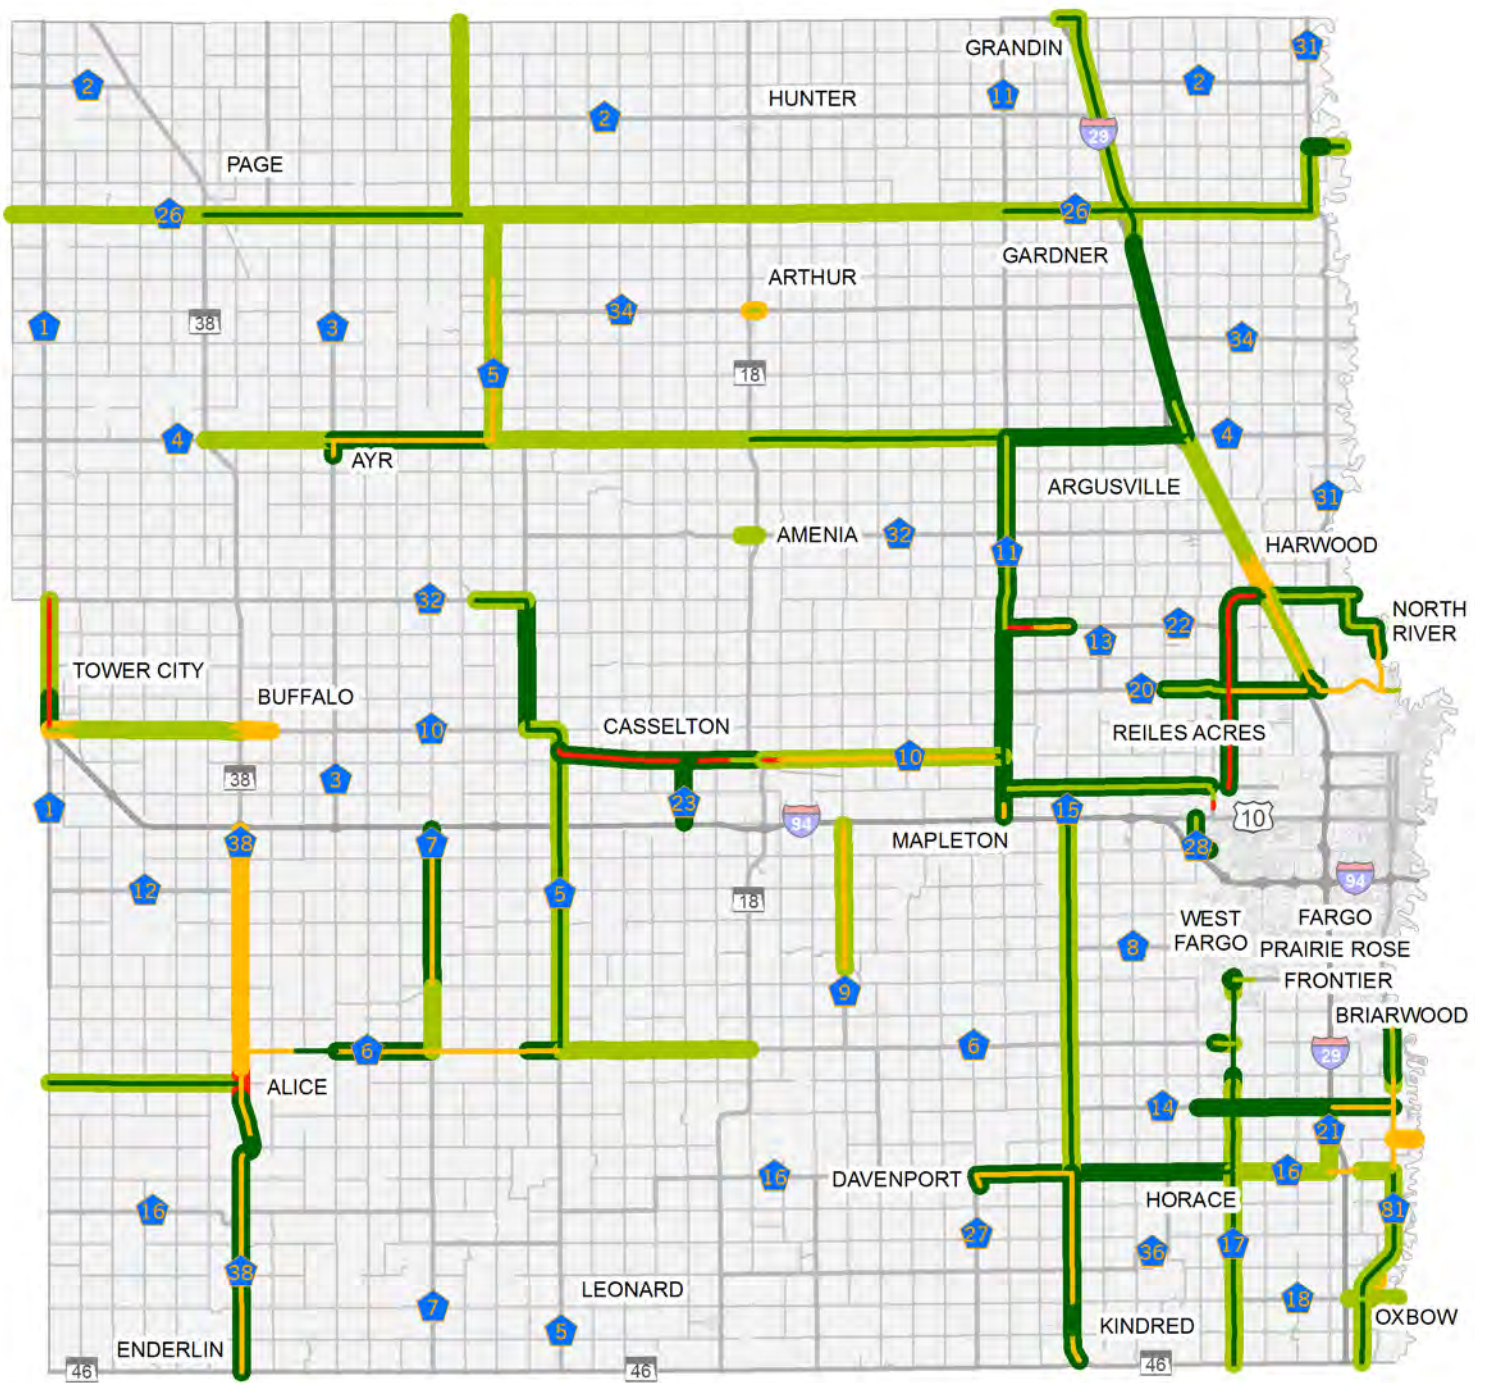 GRANDIN
31
2
2
11
HUNTER
2
29
PAGE
26
26
GARDNER
ARTHUR
1
38
3
34
34
5
18
4
4
AYR
ARGUSVILLE
31
AMENIA
32
11
HARWOOD
32
22
13
NORTH
RIVER
TOWER CITY
BUFFALO
20
10
CASSELTON
REILES ACRES
10
38
3
1
23
94
15
10
38
7
MAPLETON
28
12
5
18
94
WEST
FARGO
FARGO
8
PRAIRIE ROSE
FRONTIER
9
BRIARWOOD
6
6
29
ALICE
14
21
16
DAVENPORT
16
HORACE
16
81
27
36
17
38
LEONARD
18
7
OXBOW
5
KINDRED
ENDERLIN
46
46
46